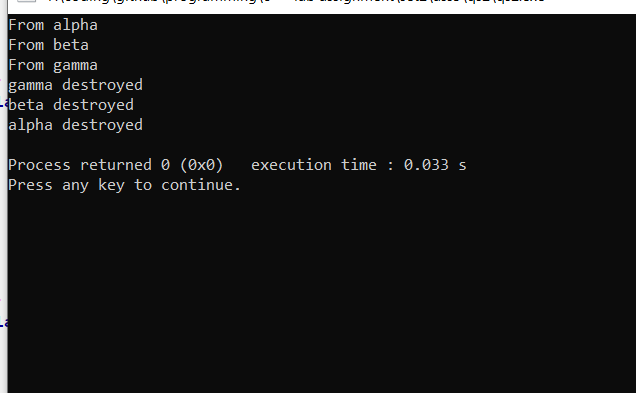 From alpha
From beta
From gamma
gamma destroyed
beta destroyed
alpha destroyed
Process returned 0 (0x0)   execution time : 0.033 s
Press any key to continue.